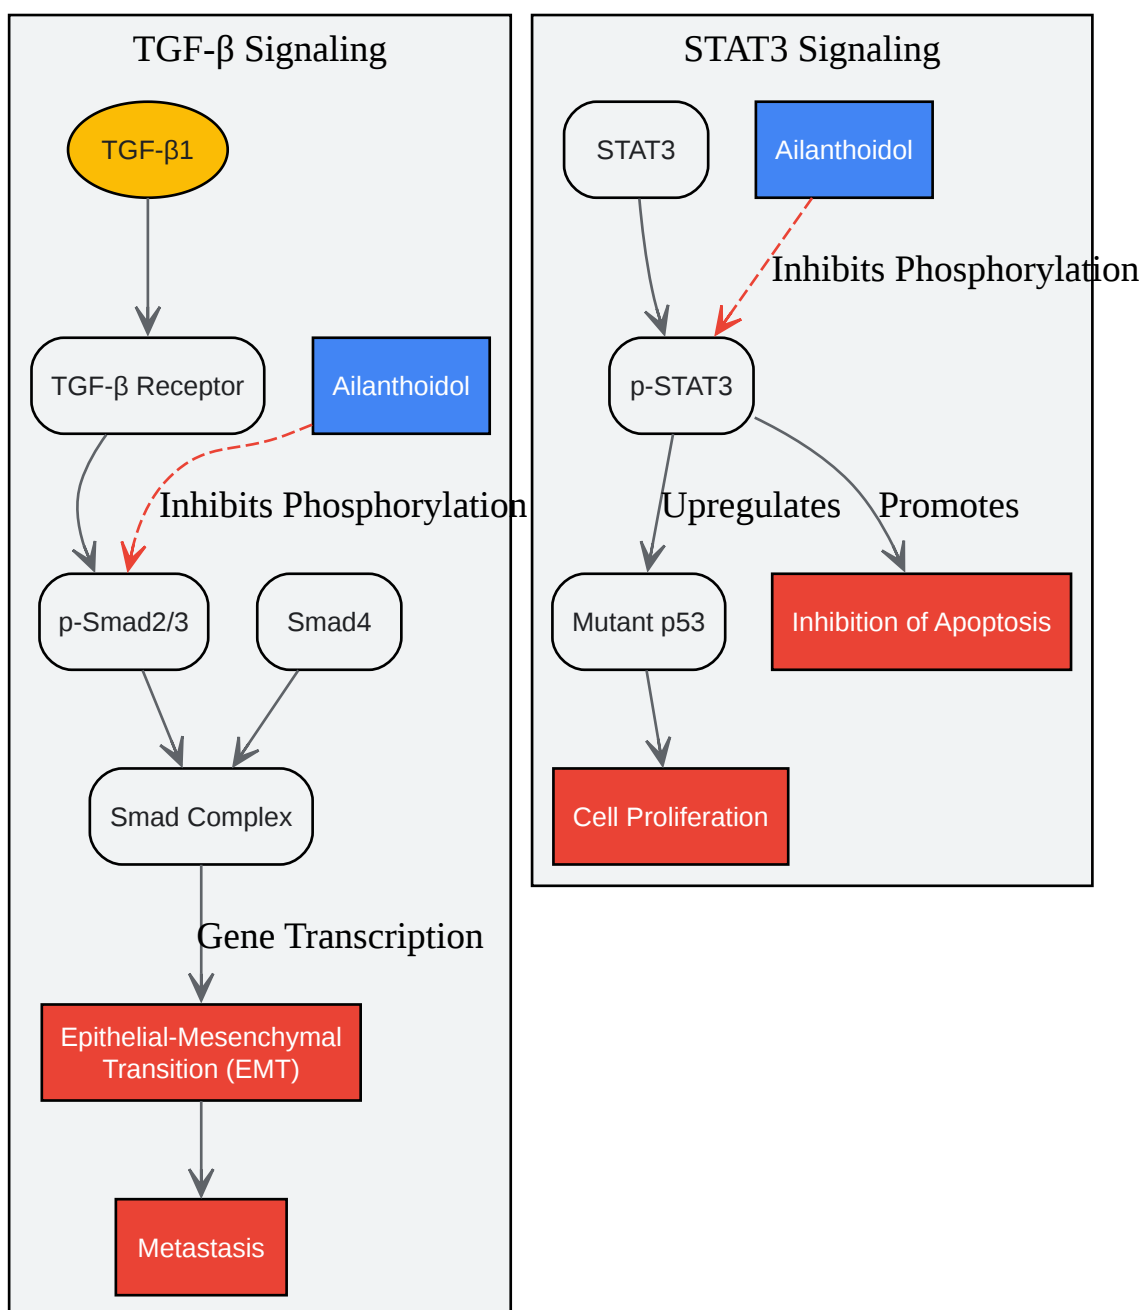 TGF-β Signaling
TGF-β1
TGF-β Receptor
Ailanthoidol
Inhibits Phosphorylation
p-Smad2/3
Smad4
Smad Complex
Gene Transcription
Epithelial-Mesenchymal
Transition (EMT)
Metastasis
STAT3 Signaling
STAT3
Ailanthoidol
Inhibits Phosphorylation
p-STAT3
Upregulates
Promotes
Mutant p53
Inhibition of Apoptosis
Cell Proliferation